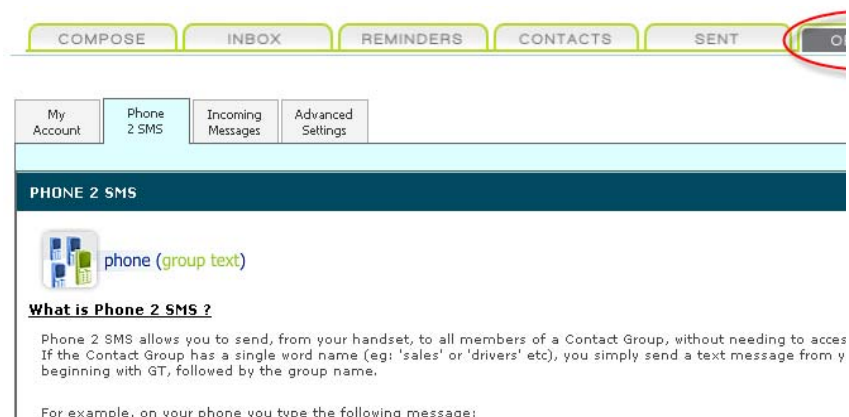 COMPOSE INBOX REMINDERS CONTACTS SENT
My Account Phone 2 SMS Incoming Messages Advanced Settings
PHONE 2 SMS
phone (group text)
What is Phone 2 SMS ?
Phone 2 SMS allows you to send, from your handset, to all members of a Contact Group, without needing to
If the Contact Group has a single word name (eg: 'sales' or 'drivers' etc), you simply send a text message from
beginning with GT, followed by the group name.
For example, on your phone you type the following message: